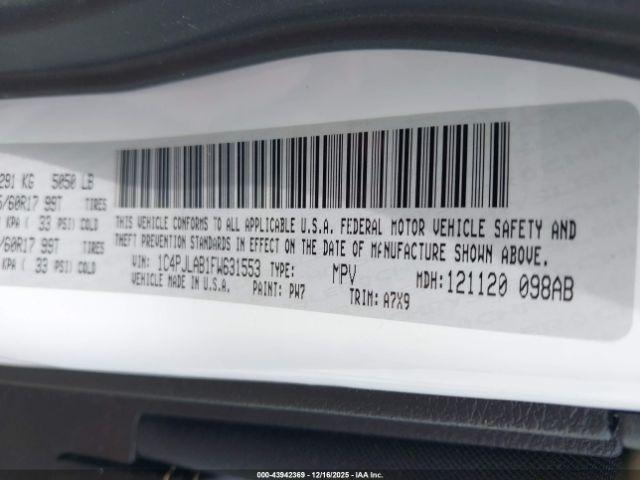 291 KG 5050 LB
/60R17 99T TIRES
KPA ( 33 PSI) COLD
/60R17 99T TIRES
KPA ( 33 PSI) COLD
THIS VEHICLE CONFORMS TO ALL APPLICABLE U.S.A. FEDERAL MOTOR VEHICLE SAFETY AND
THEFT PREVENTION STANDARDS IN EFFECT ON THE DATE OF MANUFACTURE SHOWN ABOVE.
VIN: 1C4PJLAB1FW631553 TYPE: MPV MDH: 121120 098AB
VEHICLE MADE IN U.S.A. PAINT: PW7 TRIM: A7X9
00-43942369 - 12/16/2025 - IAA Inc.